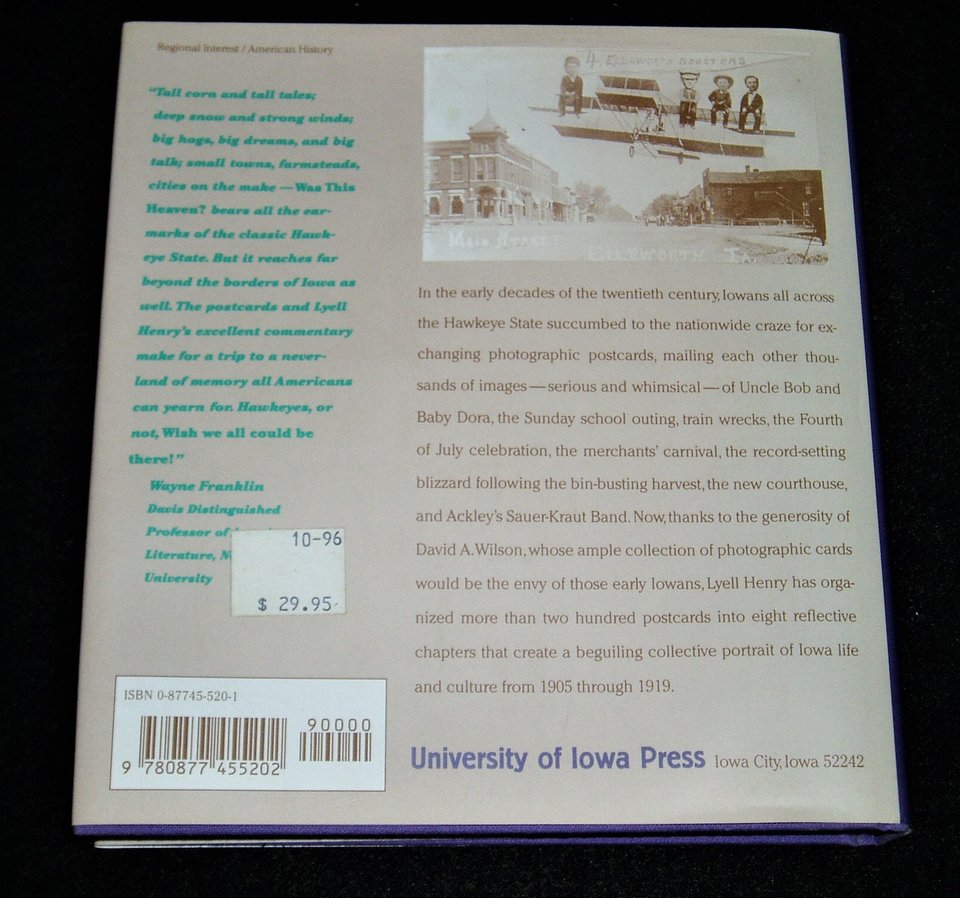 Regional Interest / American History
"Tall corn and tall tales;
deep snow and strong winds;
big hogs, big dreams, and big
talk; small towns, farmsteads,
cities on the make—Was This
Heaven? bears all the ear-
marks of the classic Hawk-
eye State. But it reaches far
beyond the borders of Iowa as
well. The postcards and Lyell
Henry's excellent commentary
make for a trip to a never-
land of memory all Americans
can yearn for. Hawkeyes, or
not, Wish we all could be
there!"
Wayne Franklin
Davis Distinguished
Professor of
Literature, N
University
10-96
$ 29.95
ISBN 0-87745-520-1
90000
9 780877 455202
4 ELLSWORTH BOOSTERS
MAIN STREET
ELLSWORTH IA.
In the early decades of the twentieth century, Iowans all across
the Hawkeye State succumbed to the nationwide craze for ex-
changing photographic postcards, mailing each other thou-
sands of images—serious and whimsical—of Uncle Bob and
Baby Dora, the Sunday school outing, train wrecks, the Fourth
of July celebration, the merchants' carnival, the record-setting
blizzard following the bin-busting harvest, the new courthouse,
and Ackley's Sauer-Kraut Band. Now, thanks to the generosity of
David A. Wilson, whose ample collection of photographic cards
would be the envy of those early Iowans, Lyell Henry has orga-
nized more than two hundred postcards into eight reflective
chapters that create a beguiling collective portrait of Iowa life
and culture from 1905 through 1919.
University of Iowa Press Iowa City, Iowa 52242